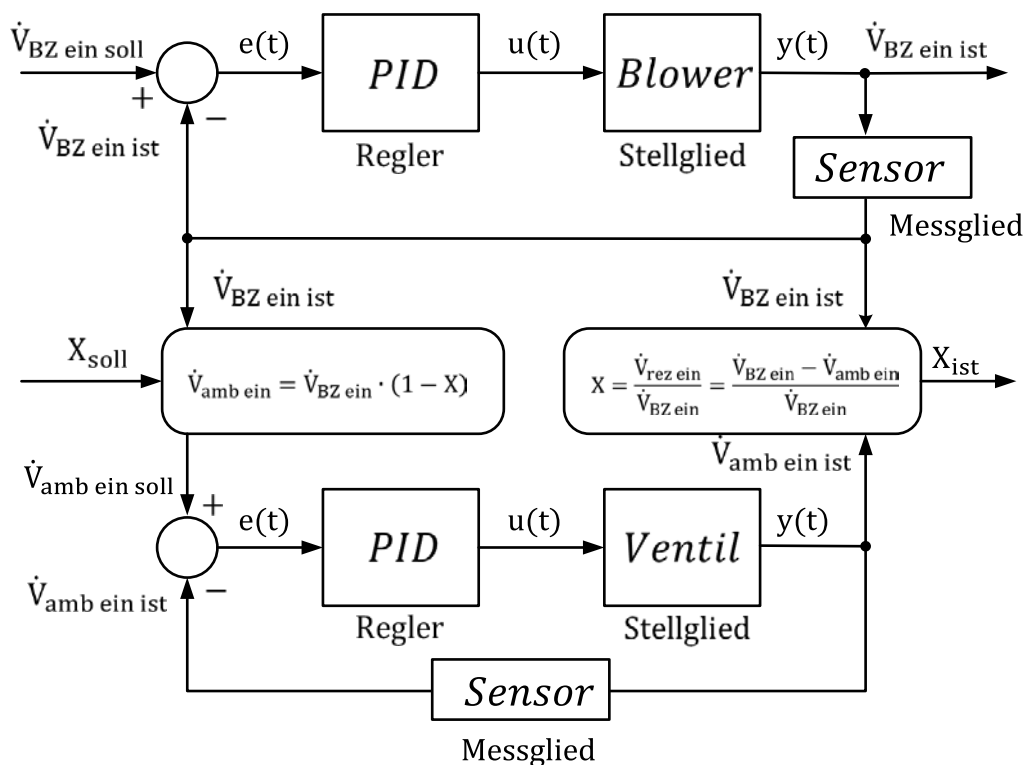 V̇BZ ein soll
+
−
e(t)
PID
Regler
u(t)
Blower
Stellglied
y(t)
V̇BZ ein ist
V̇BZ ein ist
Sensor
Messglied
V̇BZ ein ist
V̇BZ ein ist
Xsoll
V̇amb ein = V̇BZ ein · (1 − X)
X = V̇rez ein / V̇BZ ein = (V̇BZ ein − V̇amb ein) / V̇BZ ein
Xist
V̇amb ein soll
V̇amb ein ist
+
−
e(t)
PID
Regler
u(t)
Ventil
Stellglied
y(t)
V̇amb ein ist
Sensor
Messglied